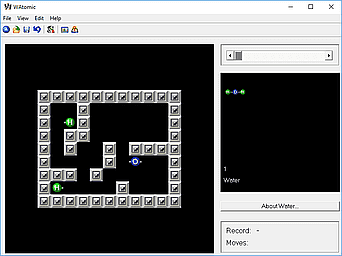 WAtomic
File View Edit Help
H
O
H
H-O-H
1
Water
About Water...
Record: -
Moves: